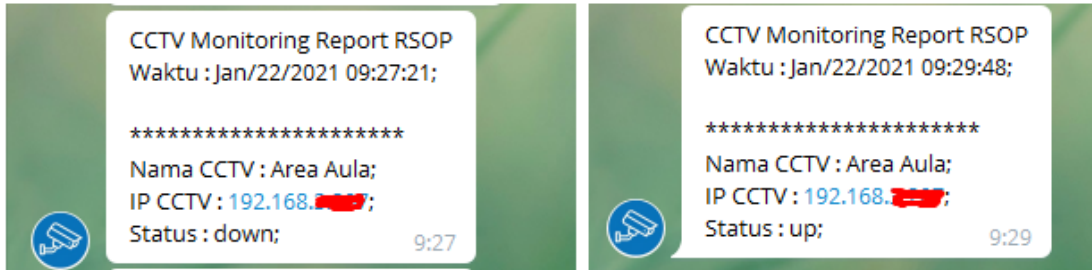 CCTV Monitoring Report RSOP
Waktu : Jan/22/2021 09:27:21;
**********************
Nama CCTV : Area Aula;
IP CCTV : 192.168.
Status : down;
9:27
CCTV Monitoring Report RSOP
Waktu : Jan/22/2021 09:29:48;
**********************
Nama CCTV : Area Aula;
IP CCTV : 192.168.
Status : up;
9:29